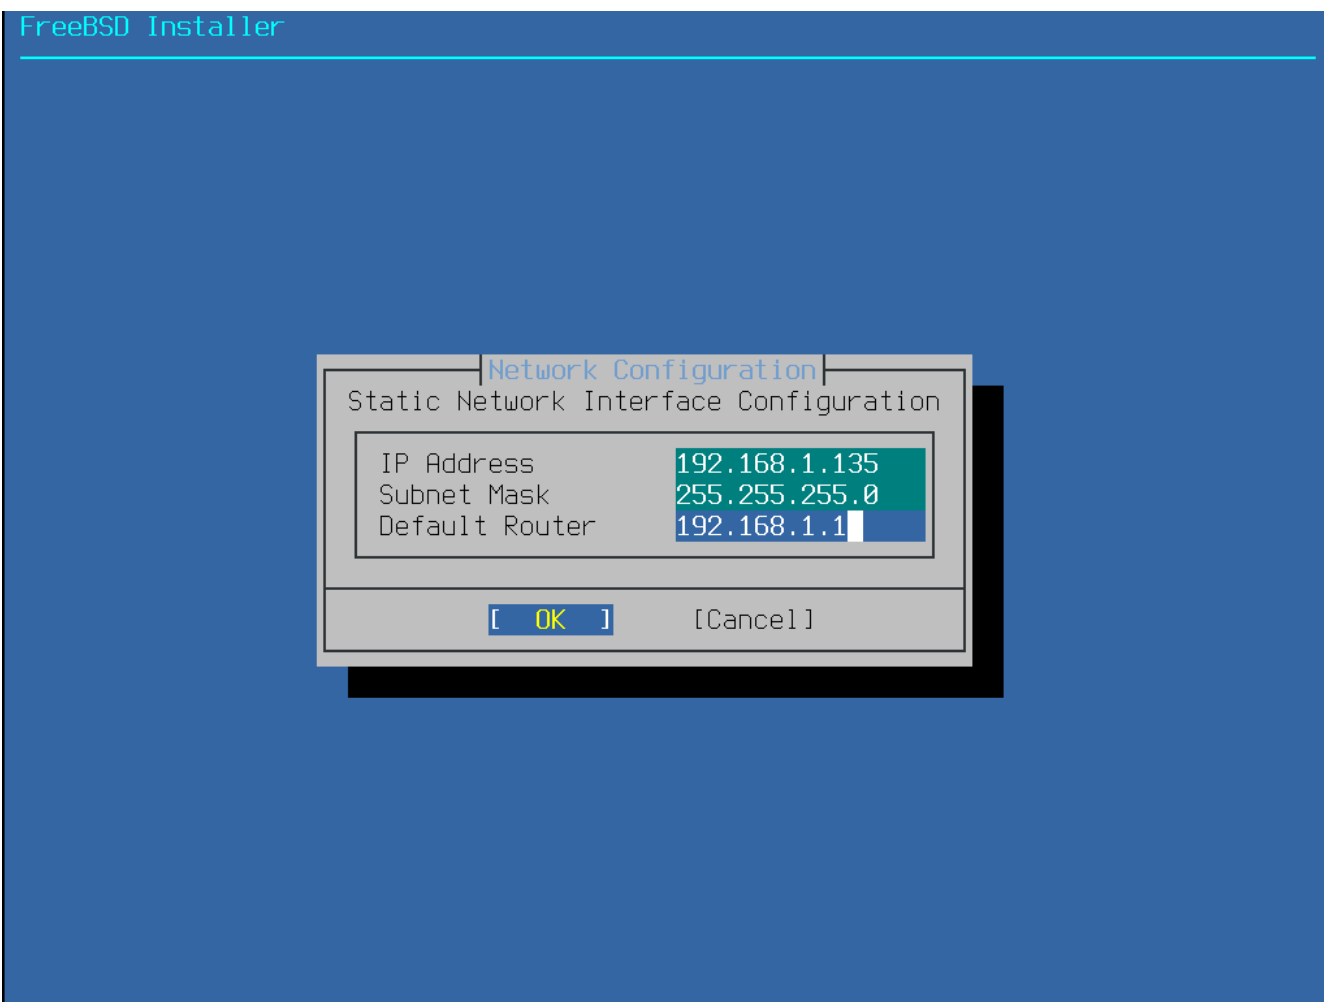 FreeBSD Installer
Network Configuration
Static Network Interface Configuration
IP Address 192.168.1.135
Subnet Mask 255.255.255.0
Default Router 192.168.1.1
[ OK ] [Cancel]